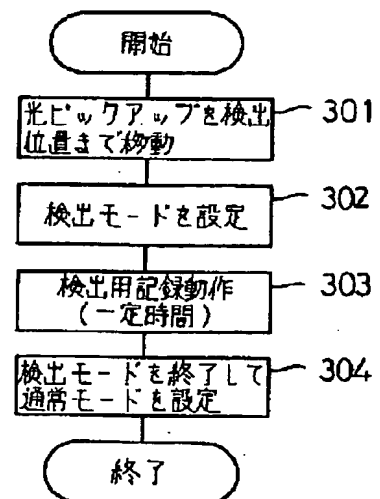 開始
光ピックアップを検出
位置まで移動
301
検出モードを設定
302
検出用記録動作
(一定時間)
303
検出モードを終了して
通常モードを設定
304
終了